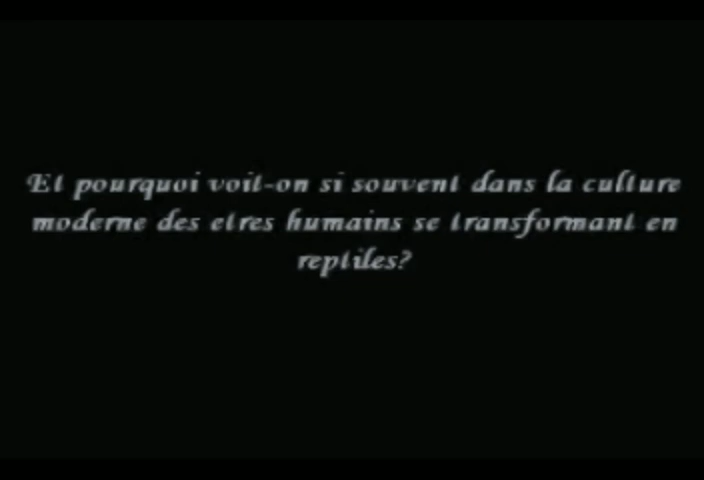 Et pourquoi voit-on si souvent dans la culture
moderne des etres humains se transformant en
reptiles?